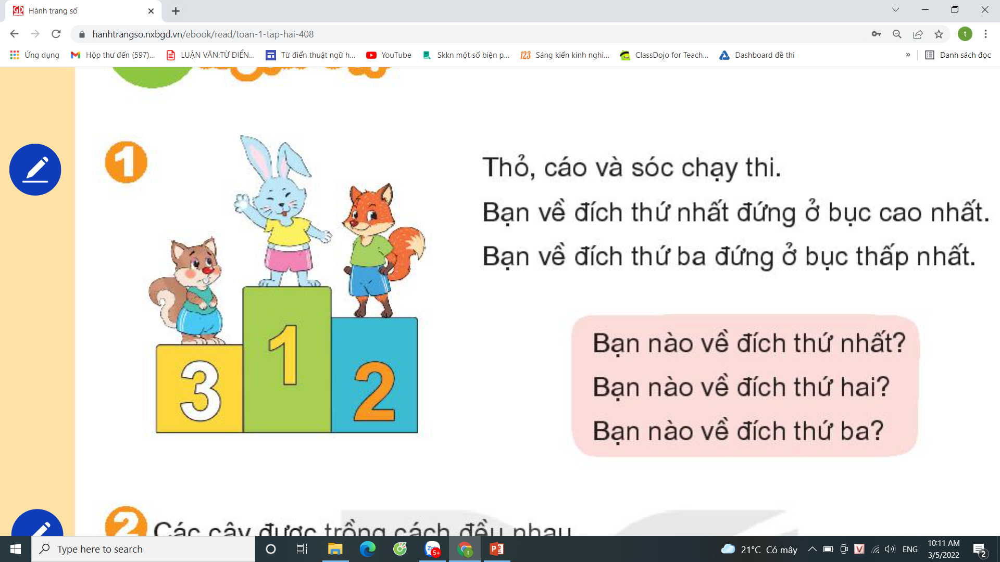 Hành trang số
hanhtrangso.nxbgd.vn/ebook/read/toan-1-tap-hai-408
t
Ứng dụng
Hộp thư đến (597)...
LUẬN VĂN:TỪ ĐIỂN...
Từ điển thuật ngữ h...
YouTube
Skkn một số biện p...
123 Sáng kiến kinh nghi...
ClassDojo for Teach...
Dashboard đề thi
»
Danh sách đọc
1
Thỏ, cáo và sóc chạy thi.
Bạn về đích thứ nhất đứng ở bục cao nhất.
Bạn về đích thứ ba đứng ở bục thấp nhất.
3
1
2
Bạn nào về đích thứ nhất?
Bạn nào về đích thứ hai?
Bạn nào về đích thứ ba?
2 Các cây được trồng cách đều nhau
Type here to search
Zalo
5+
t
21°C Có mây
ENG
10:11 AM
3/5/2022
2